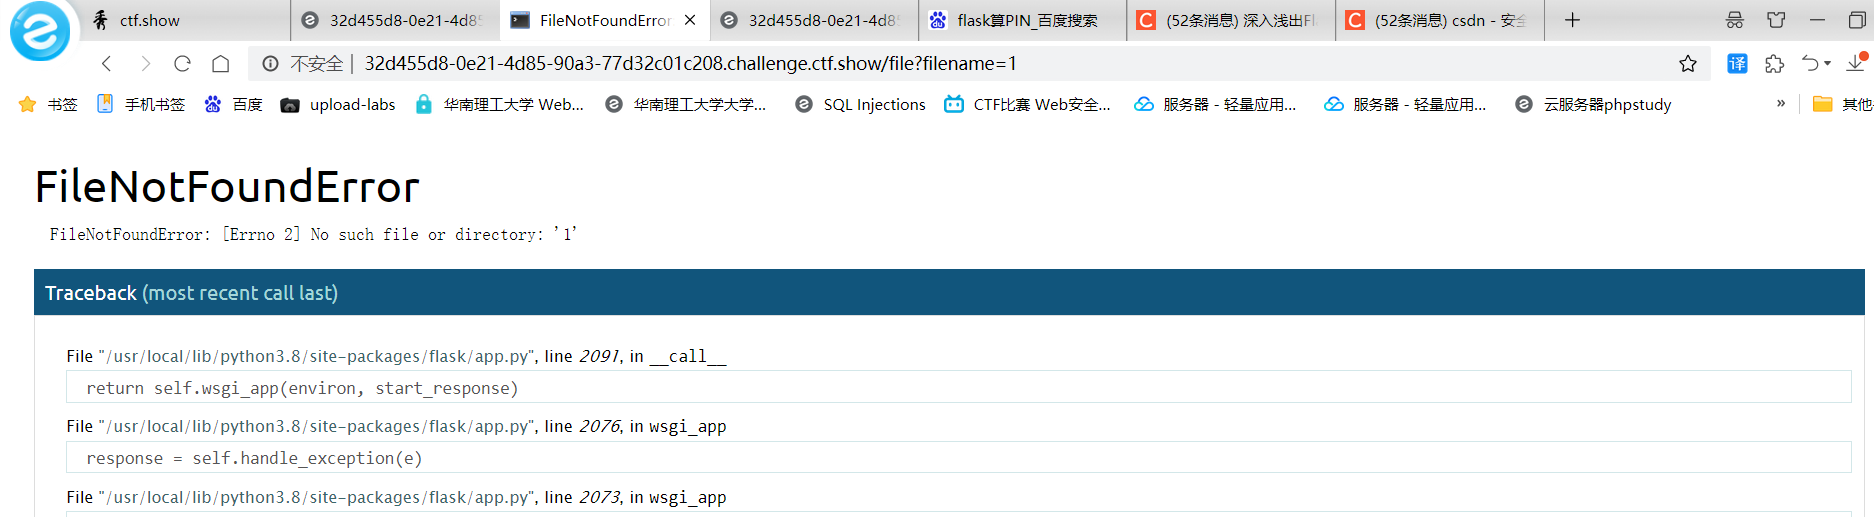 ctf.show
32d455d8-0e21-4d85
FileNotFoundError
32d455d8-0e21-4d85
flask算PIN_百度搜索
(52条消息) 深入浅出Fl
(52条消息) csdn - 安全
不安全 | 32d455d8-0e21-4d85-90a3-77d32c01c208.challenge.ctf.show/file?filename=1
译
书签
手机书签
百度
upload-labs
华南理工大学 Web...
华南理工大学大学...
SQL Injections
CTF比赛 Web安全...
服务器 - 轻量应用...
服务器 - 轻量应用...
云服务器phpstudy
»
其他
FileNotFoundError
FileNotFoundError: [Errno 2] No such file or directory: '1'
Traceback (most recent call last)
File "/usr/local/lib/python3.8/site-packages/flask/app.py", line 2091, in __call__
return self.wsgi_app(environ, start_response)
File "/usr/local/lib/python3.8/site-packages/flask/app.py", line 2076, in wsgi_app
response = self.handle_exception(e)
File "/usr/local/lib/python3.8/site-packages/flask/app.py", line 2073, in wsgi_app